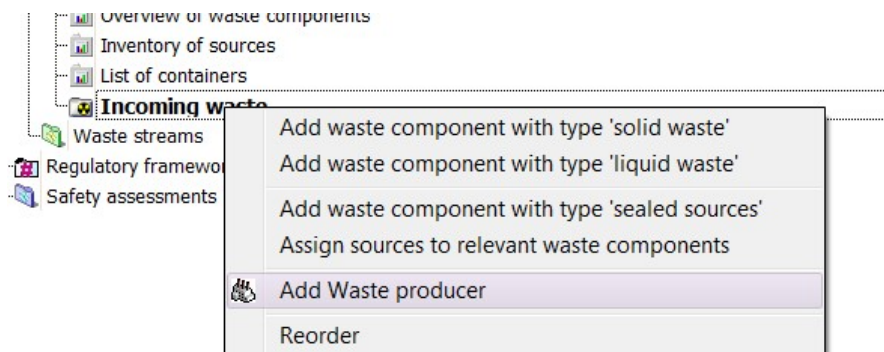 Overview of waste components
Inventory of sources
List of containers
Incoming waste
Waste streams
Regulatory framewor
Safety assessments
Add waste component with type 'solid waste'
Add waste component with type 'liquid waste'
Add waste component with type 'sealed sources'
Assign sources to relevant waste components
Add Waste producer
Reorder